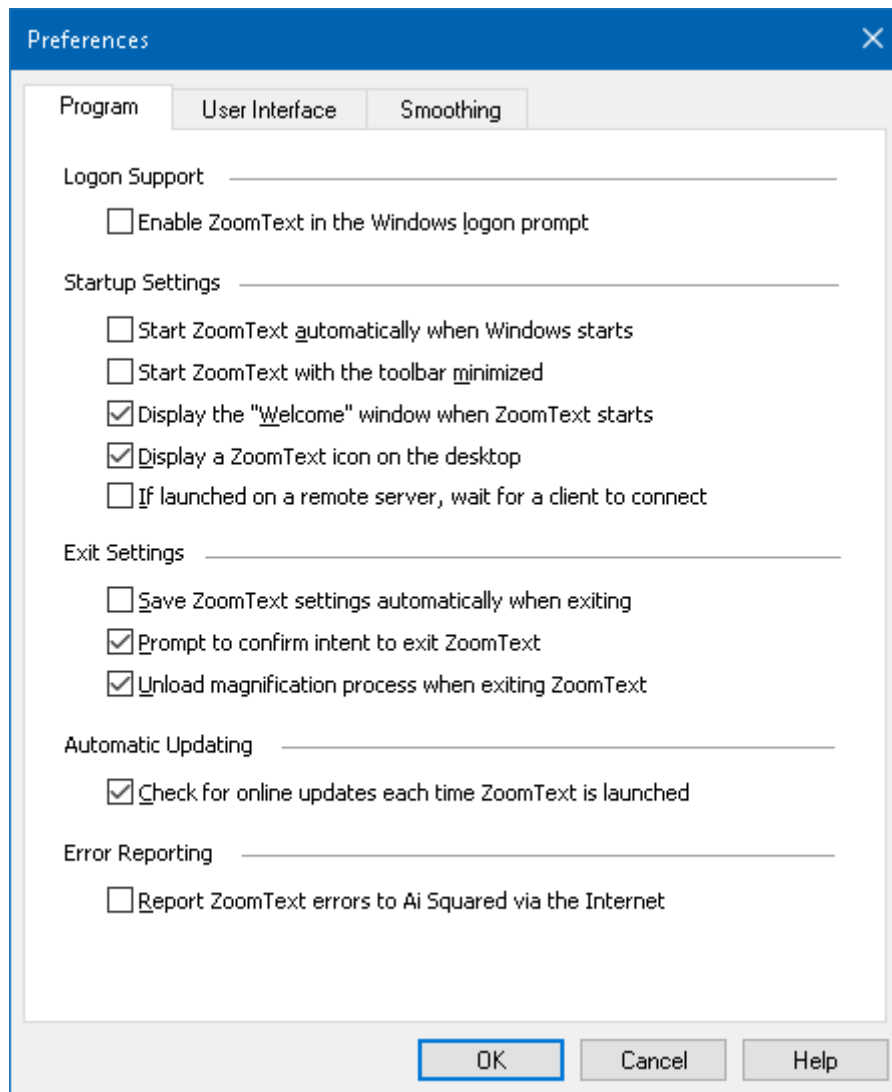 Preferences
Program User Interface Smoothing
Logon Support
Enable ZoomText in the Windows logon prompt
Startup Settings
Start ZoomText automatically when Windows starts
Start ZoomText with the toolbar minimized
Display the "Welcome" window when ZoomText starts
Display a ZoomText icon on the desktop
If launched on a remote server, wait for a client to connect
Exit Settings
Save ZoomText settings automatically when exiting
Prompt to confirm intent to exit ZoomText
Unload magnification process when exiting ZoomText
Automatic Updating
Check for online updates each time ZoomText is launched
Error Reporting
Report ZoomText errors to Ai Squared via the Internet
OK Cancel Help